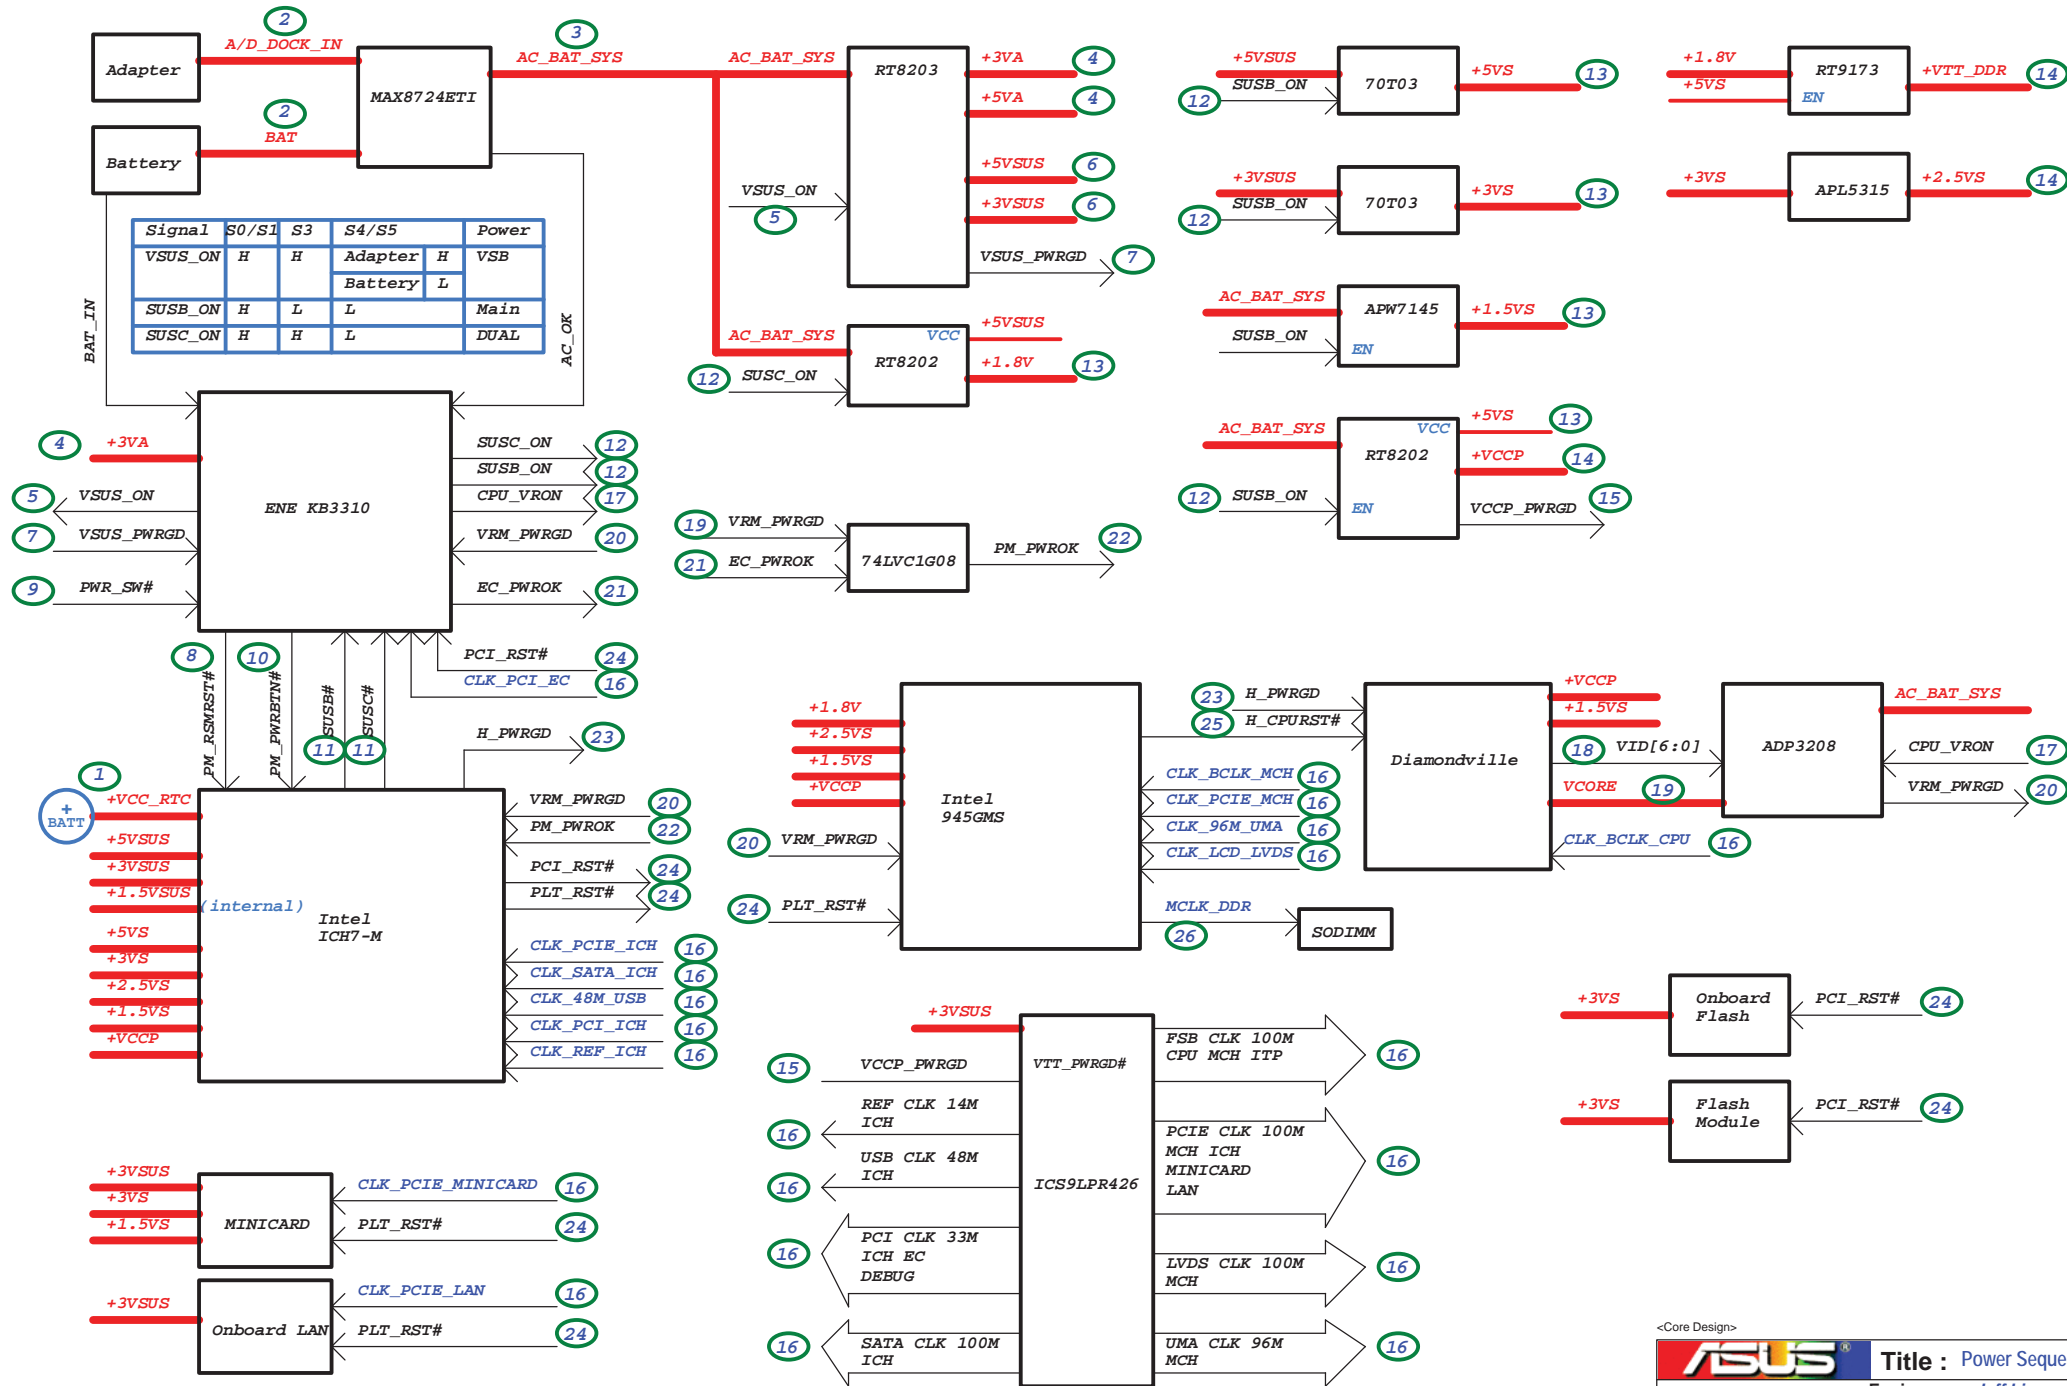 2
A/D_DOCK_IN
Adapter
2
BAT
Battery
MAX8724ETI
3
AC_BAT_SYS
AC_BAT_SYS
RT8203
+3VA
4
+5VA
4
+5VSUS
6
+3VSUS
6
VSUS_ON
5
VSUS_PWRGD
7
AC_BAT_SYS
VCC
+5VSUS
RT8202
+1.8V
13
12
SUSC_ON
+5VSUS
12
SUSB_ON
70T03
+5VS
13
+3VSUS
12
SUSB_ON
70T03
+3VS
13
AC_BAT_SYS
APW7145
+1.5VS
13
SUSB_ON
EN
AC_BAT_SYS
VCC
+5VS
13
RT8202
+VCCP
14
12
SUSB_ON
EN
VCCP_PWRGD
15
+1.8V
RT9173
+VTT_DDR
14
+5VS
EN
+3VS
APL5315
+2.5VS
14
Signal S0/S1 S3 S4/S5 Power
VSUS_ON H H Adapter H VSB
Battery L
SUSB_ON H L L Main
SUSC_ON H H L DUAL
BAT_IN
AC_OK
4
+3VA
5
VSUS_ON
7
VSUS_PWRGD
9
PWR_SW#
ENE KB3310
SUSC_ON
12
SUSB_ON
12
CPU_VRON
17
VRM_PWRGD
20
EC_PWROK
21
PCI_RST#
24
CLK_PCI_EC
16
8
PM_RSMRST#
10
PM_PWRBTN#
11
SUSB#
11
SUSC#
H_PWRGD
23
19
VRM_PWRGD
21
EC_PWROK
74LVC1G08
PM_PWROK
22
1
+
BATT
+VCC_RTC
+5VSUS
+3VSUS
+1.5VSUS
(internal)
+5VS
+3VS
+2.5VS
+1.5VS
+VCCP
Intel
ICH7-M
VRM_PWRGD
20
PM_PWROK
22
PCI_RST#
24
PLT_RST#
24
CLK_PCIE_ICH
16
CLK_SATA_ICH
16
CLK_48M_USB
16
CLK_PCI_ICH
16
CLK_REF_ICH
16
+1.8V
+2.5VS
+1.5VS
+VCCP
20
VRM_PWRGD
24
PLT_RST#
Intel
945GMS
23
H_PWRGD
25
H_CPURST#
CLK_BCLK_MCH
16
CLK_PCIE_MCH
16
CLK_96M_UMA
16
CLK_LCD_LVDS
16
MCLK_DDR
26
SODIMM
Diamondville
+VCCP
+1.5VS
18
VID[6:0]
VCORE
19
CLK_BCLK_CPU
16
ADP3208
AC_BAT_SYS
CPU_VRON
17
VRM_PWRGD
20
+3VSUS
15
VCCP_PWRGD
VTT_PWRGD#
REF CLK 14M
ICH
16
USB CLK 48M
ICH
16
PCI CLK 33M
ICH EC
DEBUG
16
SATA CLK 100M
ICH
16
ICS9LPR426
FSB CLK 100M
CPU MCH ITP
16
PCIE CLK 100M
MCH ICH
MINICARD
LAN
16
LVDS CLK 100M
MCH
16
UMA CLK 96M
MCH
16
+3VS
Onboard
Flash
PCI_RST#
24
+3VS
Flash
Module
PCI_RST#
24
+3VSUS
+3VS
+1.5VS
MINICARD
CLK_PCIE_MINICARD
16
PLT_RST#
24
+3VSUS
Onboard LAN
CLK_PCIE_LAN
16
PLT_RST#
24
<Core Design>
ASUS ®
Title : Power Seque